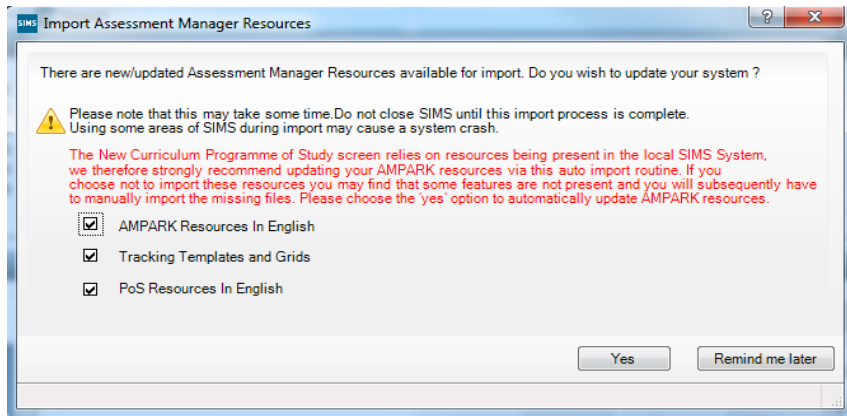 SIMS Import Assessment Manager Resources
There are new/updated Assessment Manager Resources available for import. Do you wish to update your system ?
Please note that this may take some time.Do not close SIMS until this import process is complete.
Using some areas of SIMS during import may cause a system crash.
The New Curriculum Programme of Study screen relies on resources being present in the local SIMS System,
we therefore strongly recommend updating your AMPARK resources via this auto import routine. If you
choose not to import these resources you may find that some features are not present and you will subsequently have
to manually import the missing files. Please choose the 'yes' option to automatically update AMPARK resources.
AMPARK Resources In English
Tracking Templates and Grids
PoS Resources In English
Yes Remind me later